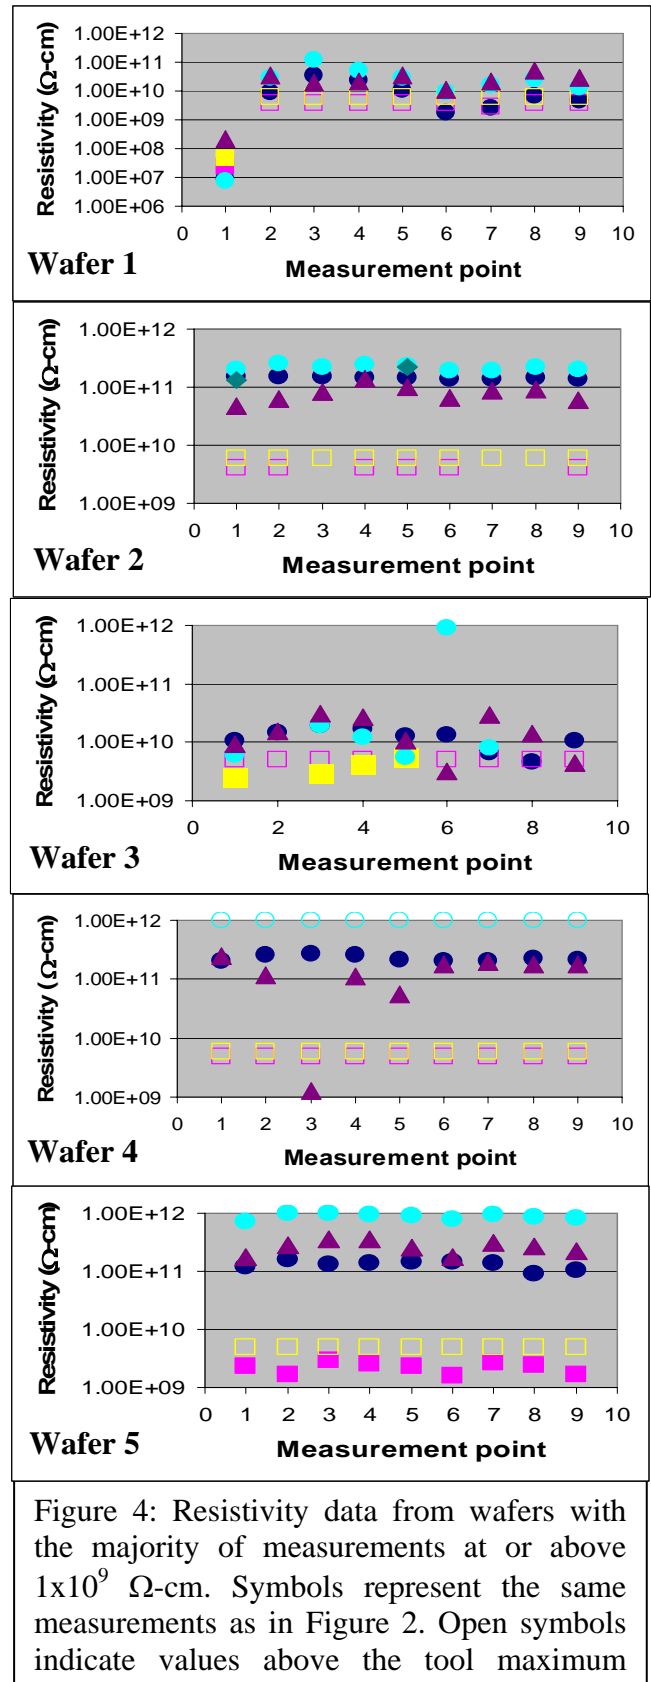 Resistivity (Ω-cm)
1.00E+12
1.00E+11
1.00E+10
1.00E+09
1.00E+08
1.00E+07
1.00E+06
0 1 2 3 4 5 6 7 8 9 10
Wafer 1
Measurement point
Resistivity (Ω-cm)
1.00E+12
1.00E+11
1.00E+10
1.00E+09
0 1 2 3 4 5 6 7 8 9 10
Wafer 2
Measurement point
Resistivity (Ω-cm)
1.00E+12
1.00E+11
1.00E+10
1.00E+09
0 2 4 6 8 10
Wafer 3
Measurement point
Resistivity (Ω-cm)
1.00E+12
1.00E+11
1.00E+10
1.00E+09
0 1 2 3 4 5 6 7 8 9 10
Wafer 4
Measurement point
Resistivity (Ω-cm)
1.00E+12
1.00E+11
1.00E+10
1.00E+09
0 1 2 3 4 5 6 7 8 9 10
Wafer 5
Measurement point
Figure 4: Resistivity data from wafers with
the majority of measurements at or above
1x10⁹ Ω-cm. Symbols represent the same
measurements as in Figure 2. Open symbols
indicate values above the tool maximum